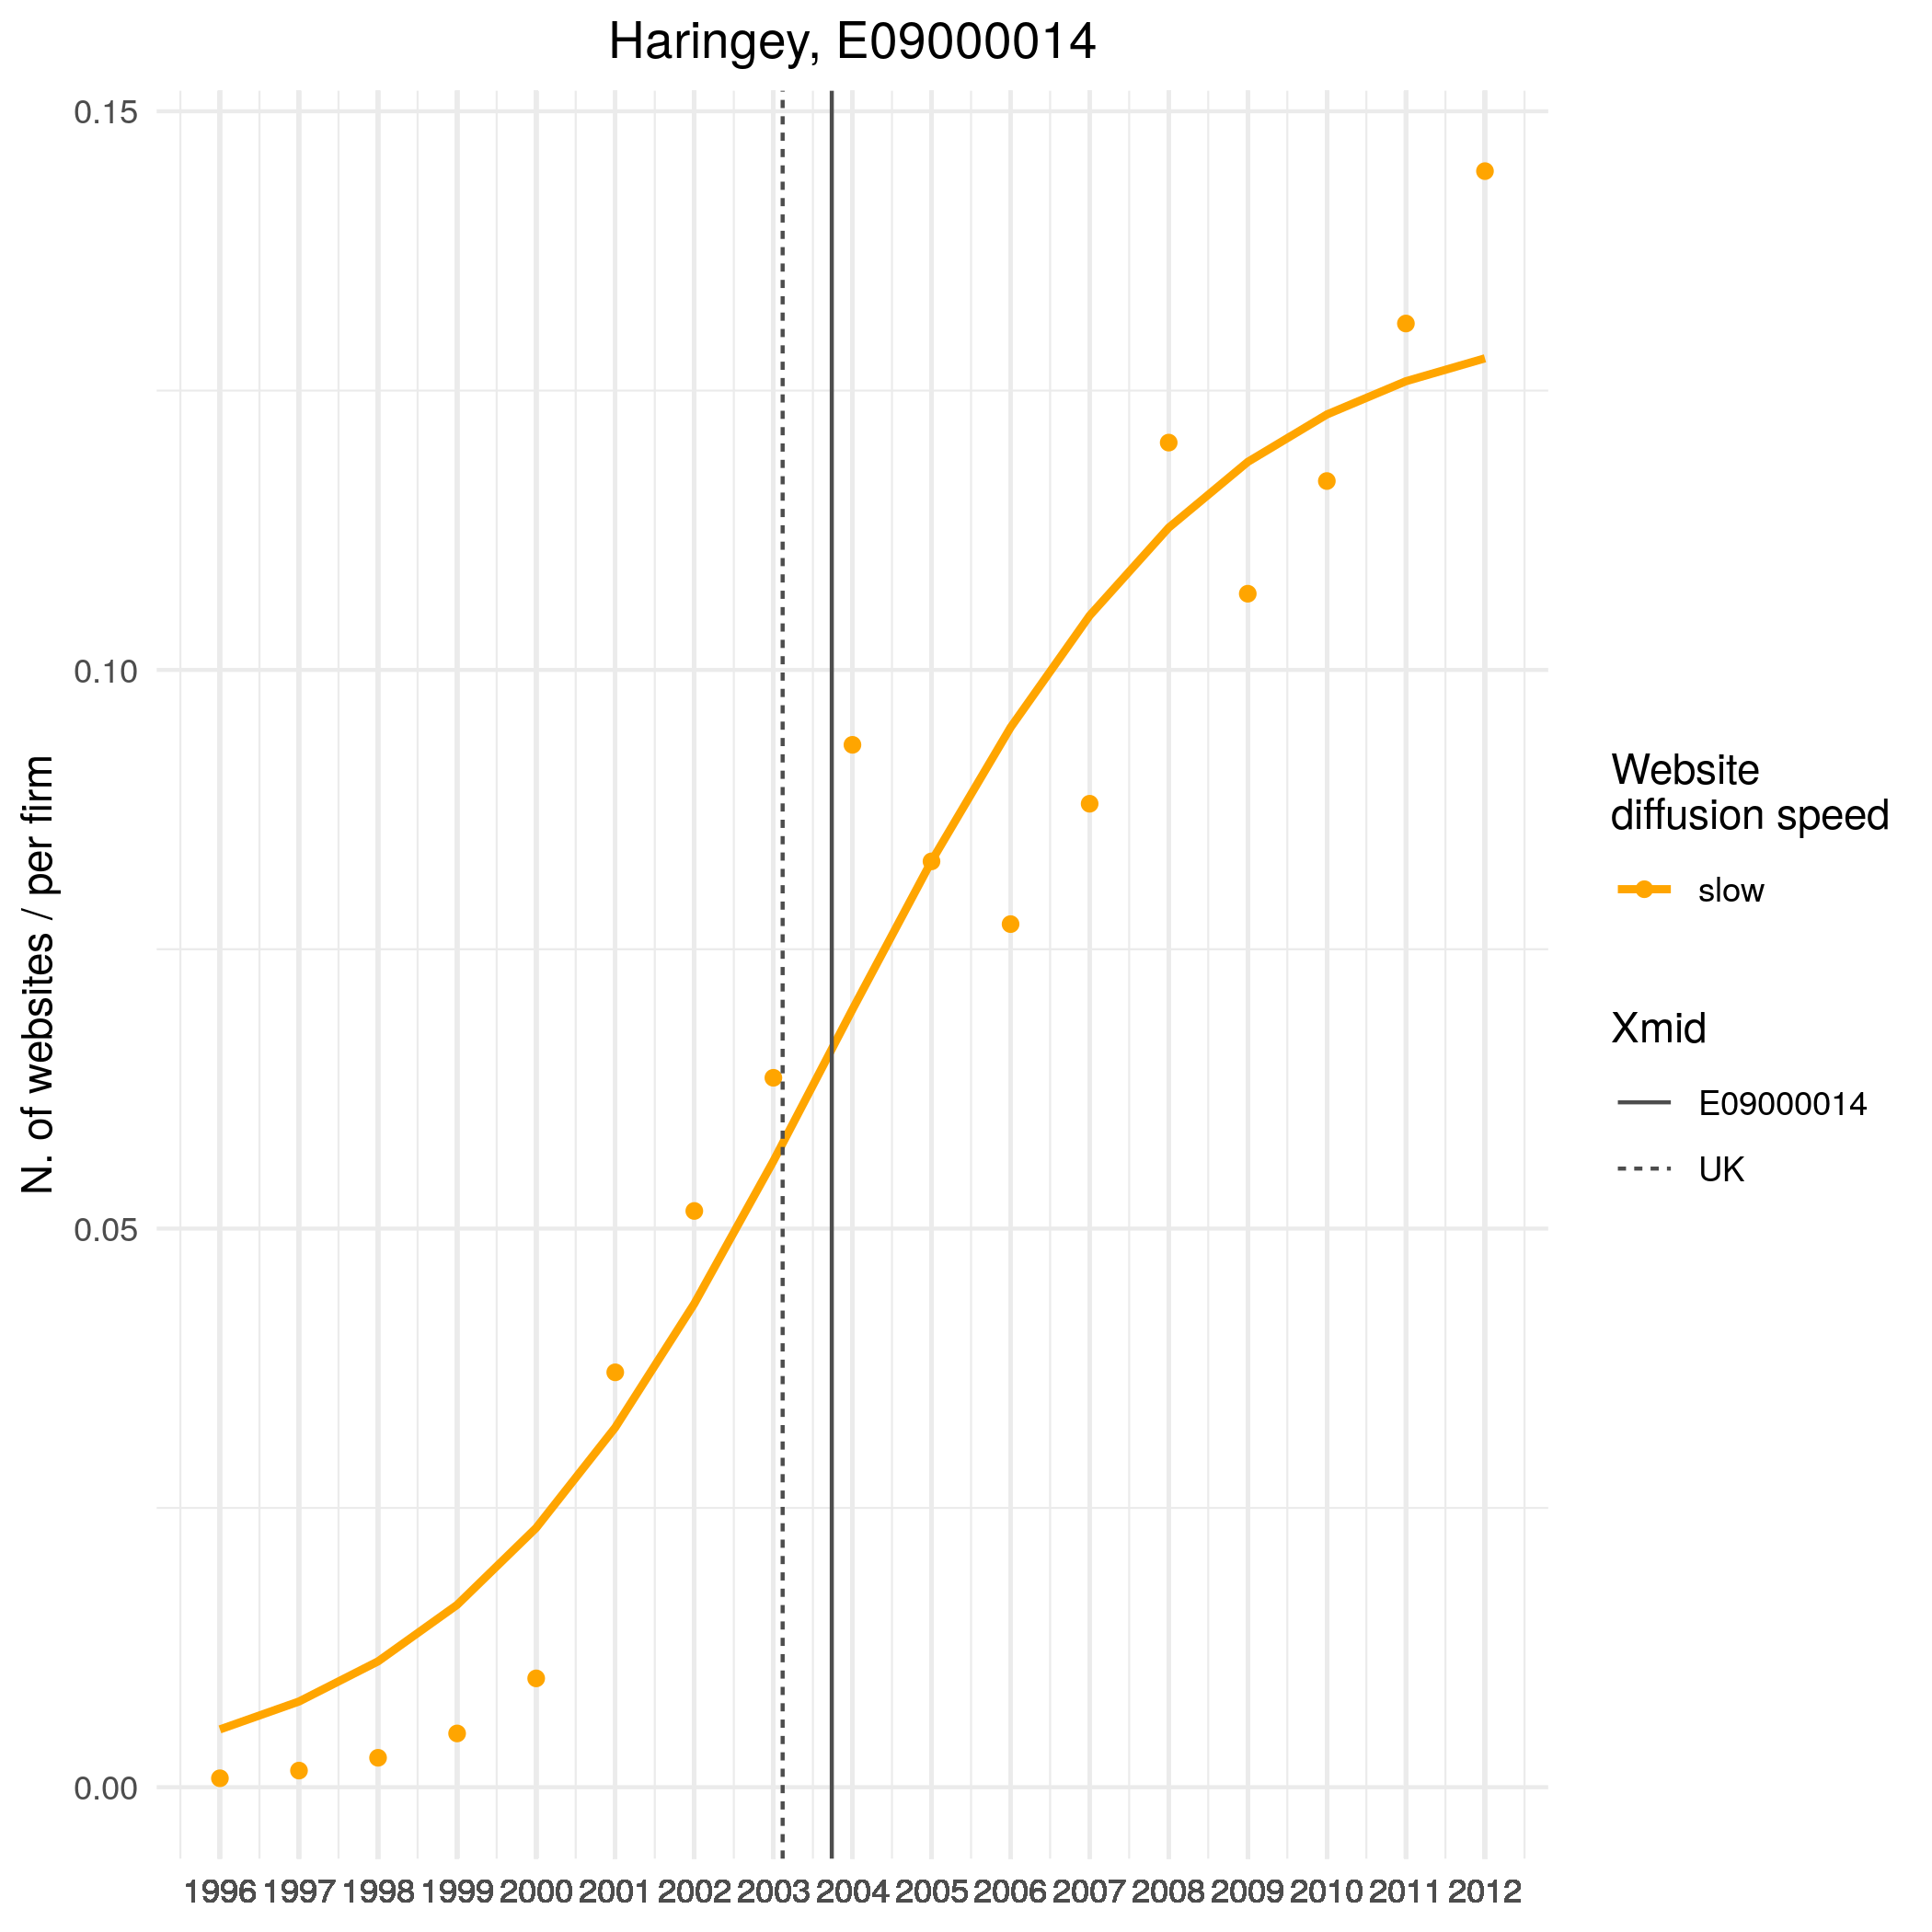 Haringey, E09000014
0.15
0.10
0.05
0.00
N. of websites / per firm
1996 1997 1998 1999 2000 2001 2002 2003 2004 2005 2006 2007 2008 2009 2010 2011 2012
Website
diffusion speed
slow
Xmid
E09000014
UK